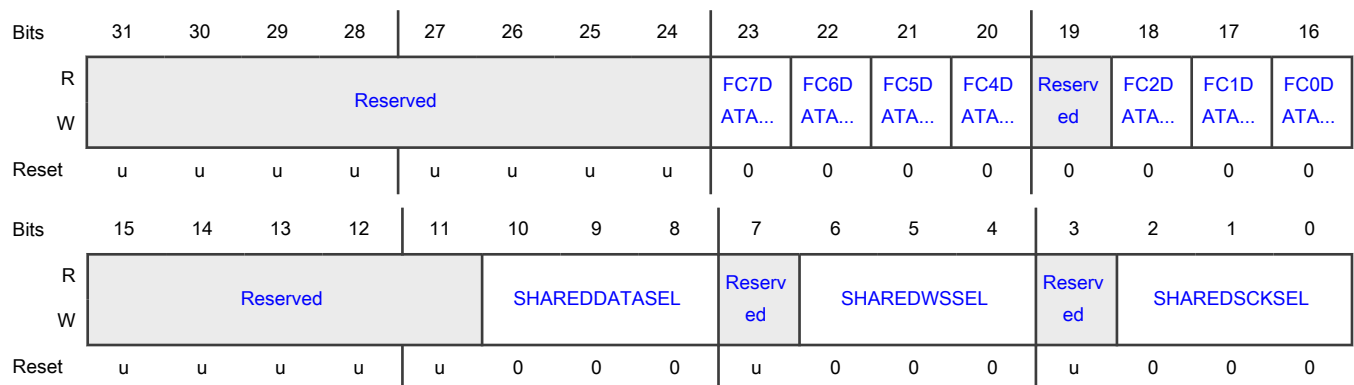 Bits 31 30 29 28 27 26 25 24 23 22 21 20 19 18 17 16
R Reserved FC7D FC6D FC5D FC4D Reserv FC2D FC1D FC0D
W ATA... ATA... ATA... ATA... ed ATA... ATA... ATA...
Reset u u u u u u u u 0 0 0 0 0 0 0 0
Bits 15 14 13 12 11 10 9 8 7 6 5 4 3 2 1 0
R Reserved SHAREDDATASEL Reserv SHAREDWSSEL Reserv SHAREDSCKSEL
W ed ed
Reset u u u u u 0 0 0 u 0 0 0 u 0 0 0